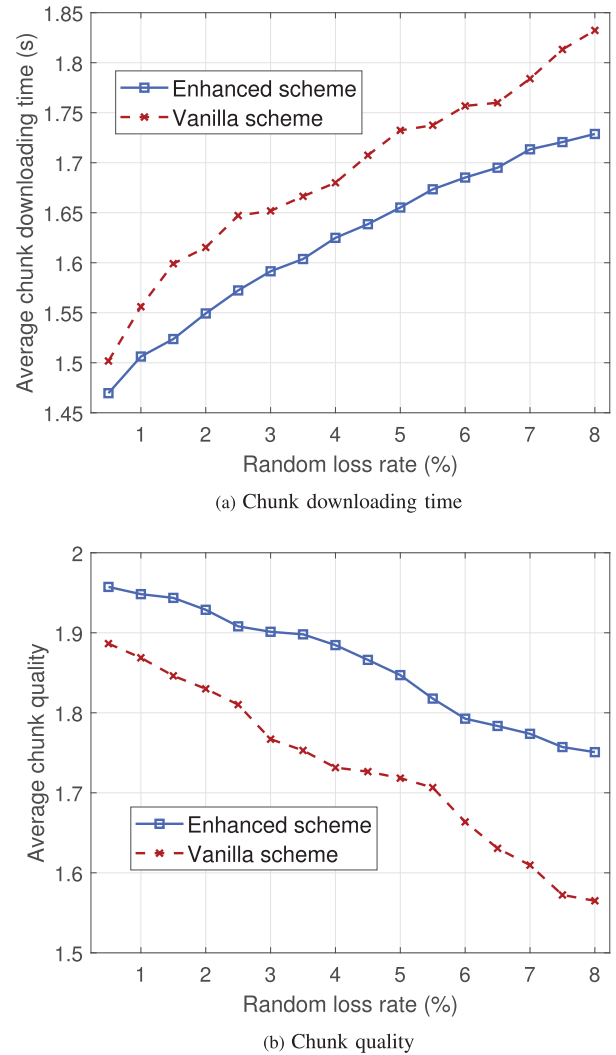 1.85
1.8
1.75
1.7
1.65
1.6
1.55
1.5
1.45
Average chunk downloading time (s)
Enhanced scheme
Vanilla scheme
1 2 3 4 5 6 7 8
Random loss rate (%)
(a) Chunk downloading time
2
1.9
1.8
1.7
1.6
1.5
Average chunk quality
Enhanced scheme
Vanilla scheme
1 2 3 4 5 6 7 8
Random loss rate (%)
(b) Chunk quality